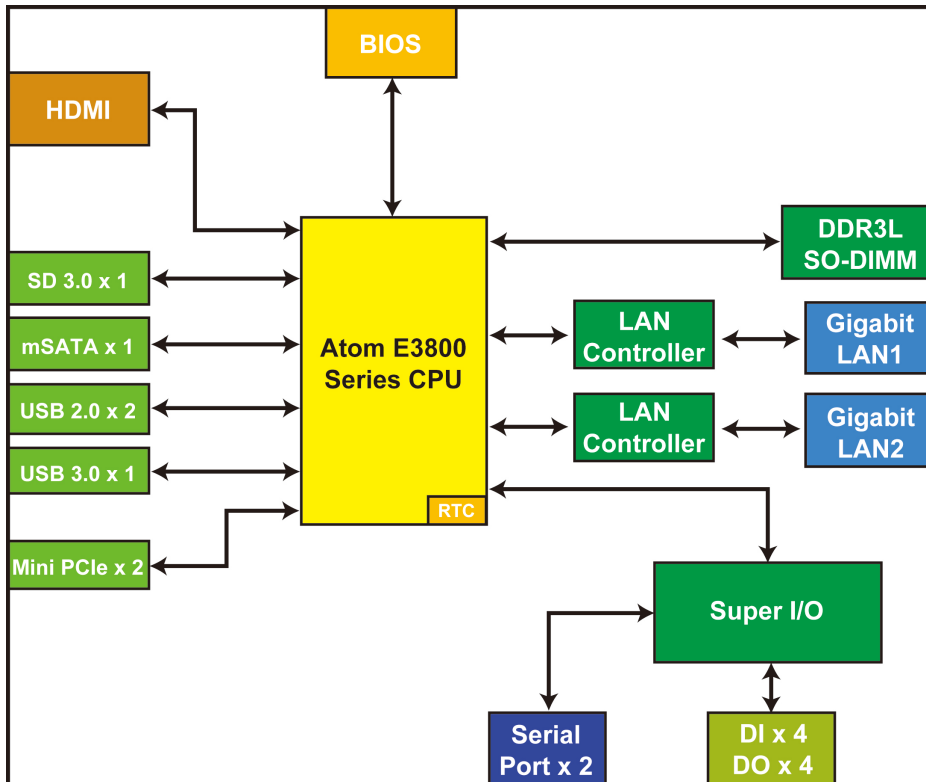 BIOS
HDMI
DDR3L
SO-DIMM
SD 3.0 x 1
mSATA x 1
USB 2.0 x 2
USB 3.0 x 1
Mini PCIe x 2
Atom E3800
Series CPU
RTC
LAN
Controller
Gigabit
LAN1
LAN
Controller
Gigabit
LAN2
Super I/O
Serial
Port x 2
DI x 4
DO x 4